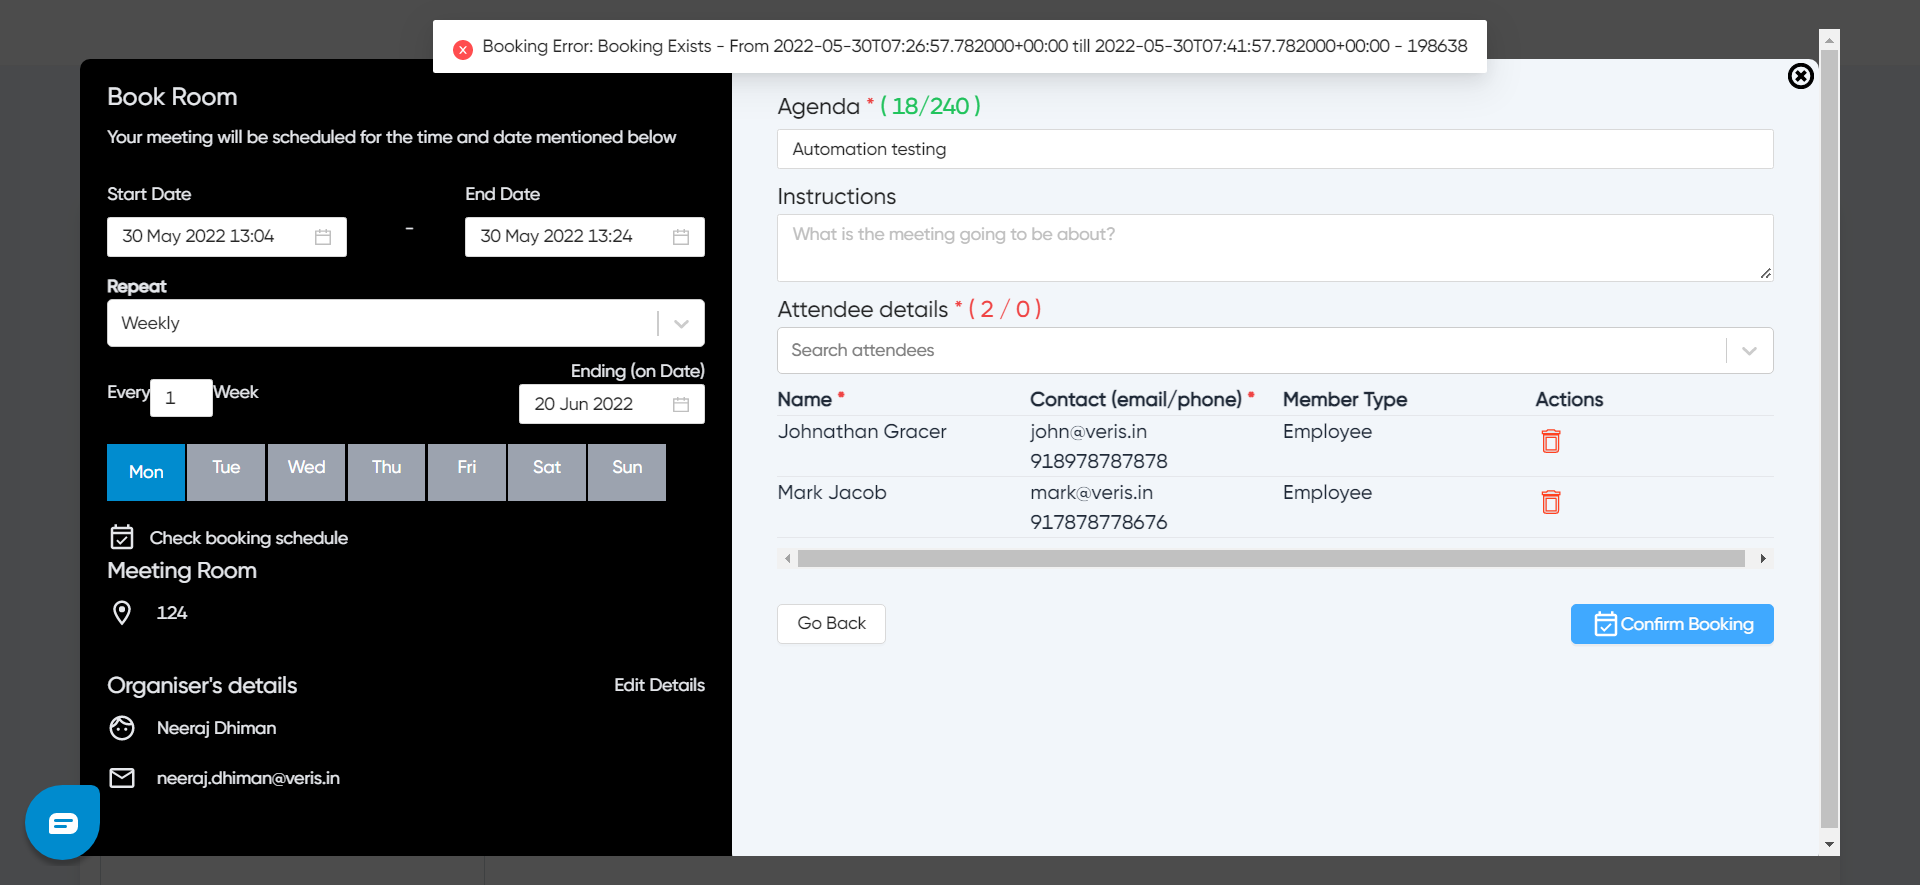 Booking Error: Booking Exists - From 2022-05-30T07:26:57.782000+00:00 till 2022-05-30T07:41:57.782000+00:00 - 198638
Book Room
Your meeting will be scheduled for the time and date mentioned below
Start Date
End Date
30 May 2022 13:04
-
30 May 2022 13:24
Repeat
Weekly
Every 1 Week
Ending (on Date)
20 Jun 2022
Mon Tue Wed Thu Fri Sat Sun
Check booking schedule
Meeting Room
124
Organiser's details
Edit Details
Neeraj Dhiman
neeraj.dhiman@veris.in
Agenda * ( 18/240 )
Automation testing
Instructions
What is the meeting going to be about?
Attendee details * ( 2 / 0 )
Search attendees
Name * Contact (email/phone) * Member Type Actions
Johnathan Gracer john@veris.in Employee
918978787878
Mark Jacob mark@veris.in Employee
917878778676
Go Back
Confirm Booking